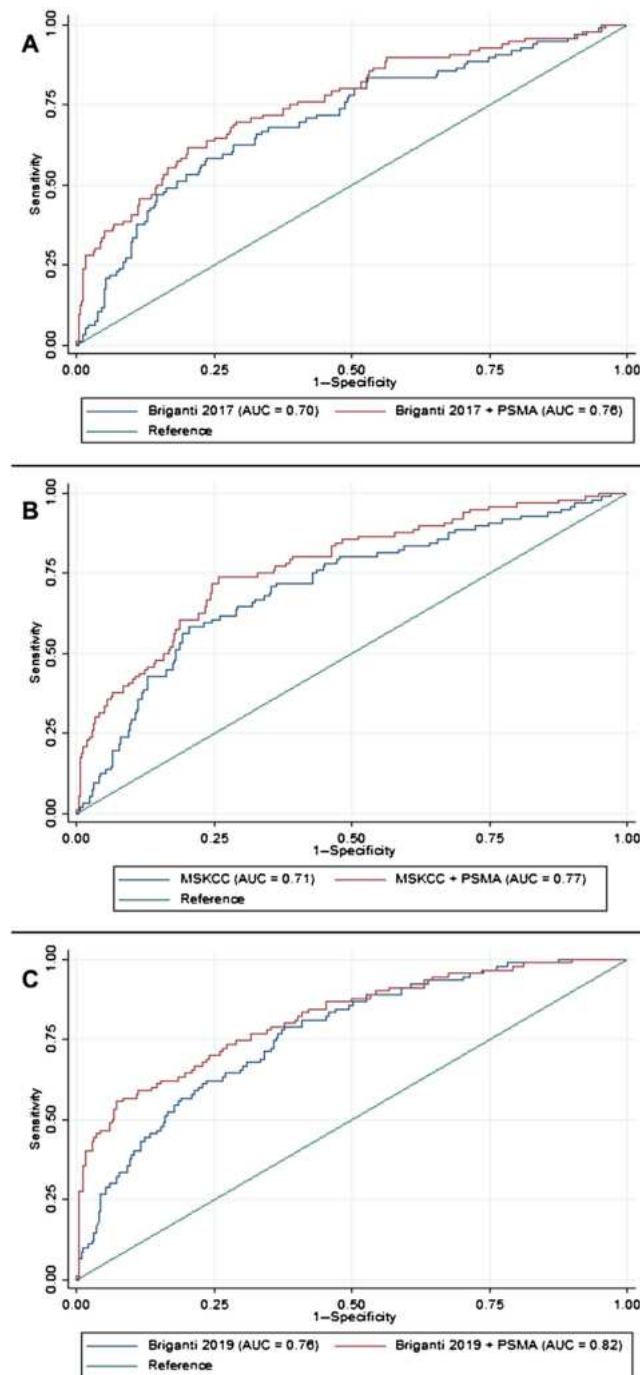 A
1.00
0.75
0.50
0.25
0.00
Sensitivity
0.00 0.25 0.50 0.75 1.00
1−Specificity
Briganti 2017 (AUC = 0.70) Briganti 2017 + PSMA (AUC = 0.76)
Reference
B
1.00
0.75
0.50
0.25
0.00
Sensitivity
0.00 0.25 0.50 0.75 1.00
1−Specificity
MSKCC (AUC = 0.71) MSKCC + PSMA (AUC = 0.77)
Reference
C
1.00
0.75
0.50
0.25
0.00
Sensitivity
0.00 0.25 0.50 0.75 1.00
1−Specificity
Briganti 2019 (AUC = 0.76) Briganti 2019 + PSMA (AUC = 0.82)
Reference